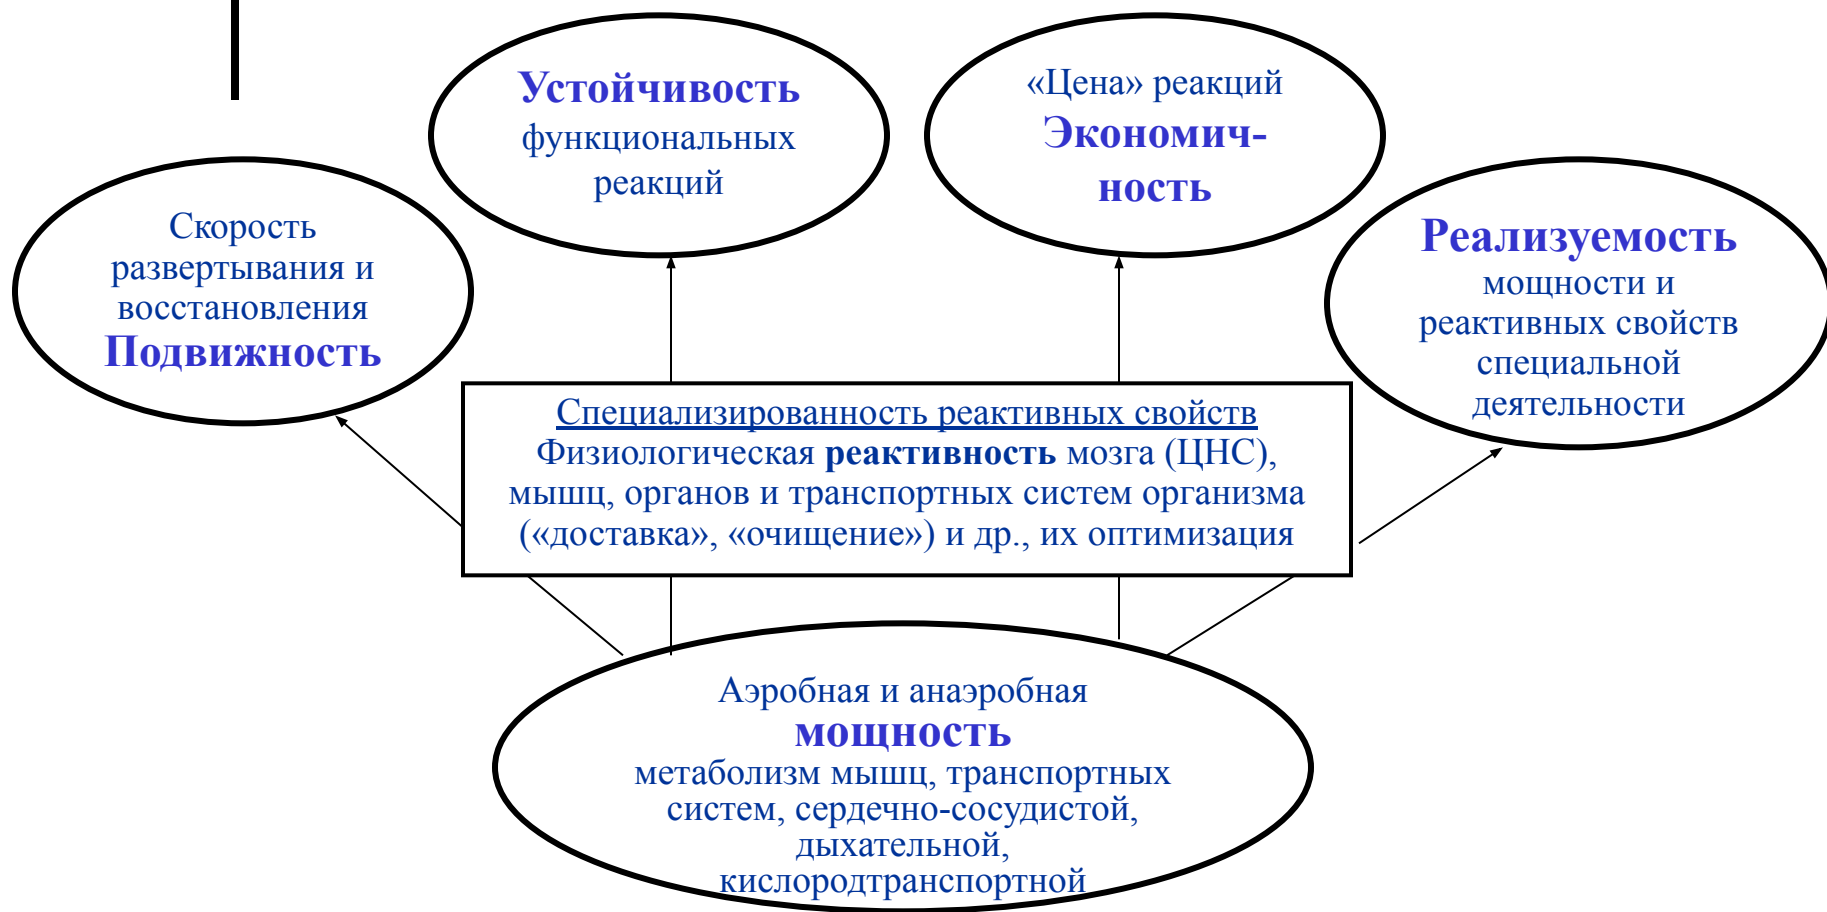 Устойчивость
функциональных
реакций
«Цена» реакций
Экономич-
ность
Скорость
развертывания и
восстановления
Подвижность
Реализуемость
мощности и
реактивных свойств
специальной
деятельности
Специализированность реактивных свойств
Физиологическая реактивность мозга (ЦНС),
мышц, органов и транспортных систем организма
(«доставка», «очищение») и др., их оптимизация
Аэробная и анаэробная
мощность
метаболизм мышц, транспортных
систем, сердечно-сосудистой,
дыхательной,
кислородтранспортной